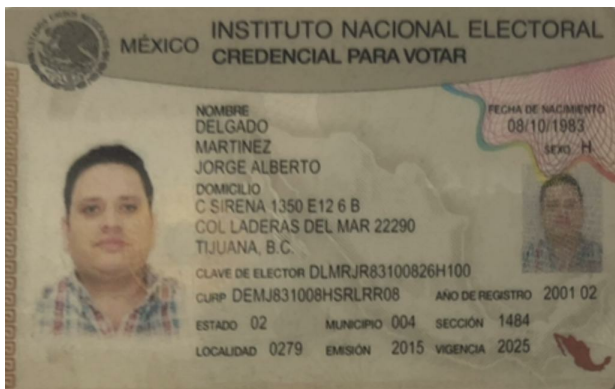 MÉXICO INSTITUTO NACIONAL ELECTORAL
CREDENCIAL PARA VOTAR
NOMBRE
DELGADO
MARTINEZ
JORGE ALBERTO
FECHA DE NACIMIENTO
08/10/1983
SEXO H
DOMICILIO
C SIRENA 1350 E12 6 B
COL LADERAS DEL MAR 22290
TIJUANA, B.C.
CLAVE DE ELECTOR DLMRJR83100826H100
CURP DEMJ831008HSRLRR08 AÑO DE REGISTRO 2001 02
ESTADO 02 MUNICIPIO 004 SECCIÓN 1484
LOCALIDAD 0279 EMISIÓN 2015 VIGENCIA 2025